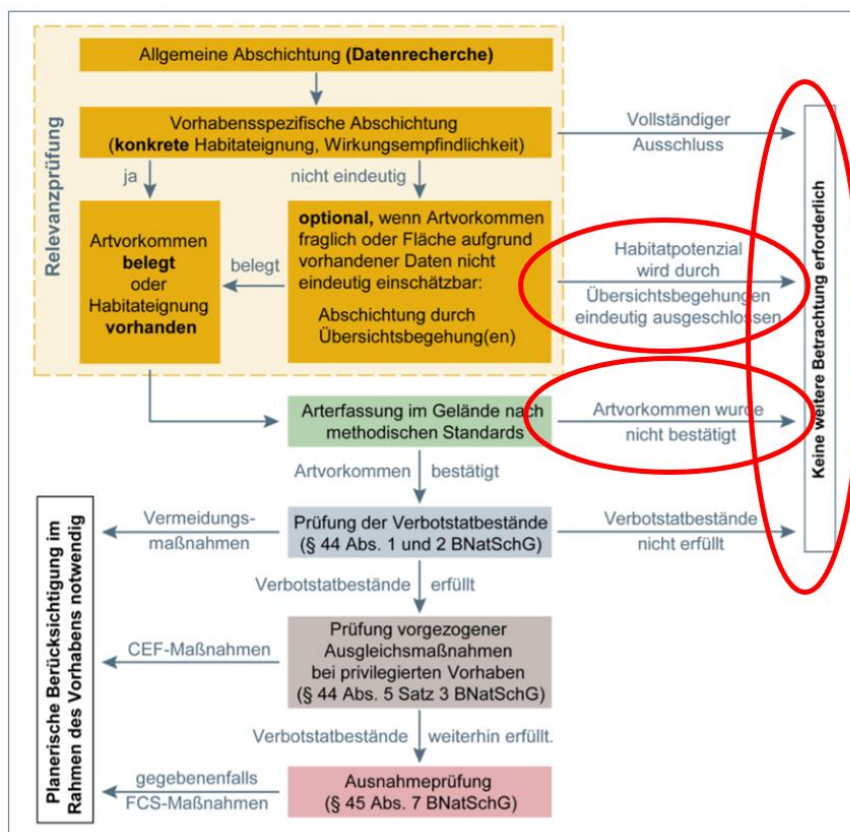 Allgemeine Abschichtung (Datenrecherche)
Relevanzprüfung
Vorhabensspezifische Abschichtung
(konkrete Habitateignung, Wirkungsempfindlichkeit)
Vollständiger
Ausschluss
ja
nicht eindeutig
Artvorkommen
belegt
oder
Habitateignung
vorhanden
belegt
optional, wenn Artvorkommen
fraglich oder Fläche aufgrund
vorhandener Daten nicht
eindeutig einschätzbar:
Abschichtung durch
Übersichtsbegehung(en)
Habitatpotenzial
wird durch
Übersichtsbegehungen
eindeutig ausgeschlossen
Keine weitere Betrachtung erforderlich
Arterfassung im Gelände nach
methodischen Standards
Artvorkommen wurde
nicht bestätigt
Artvorkommen bestätigt
Planerische Berücksichtigung im
Rahmen des Vorhabens notwendig
Vermeidungs-
maßnahmen
Prüfung der Verbotstatbestände
(§ 44 Abs. 1 und 2 BNatSchG)
Verbotstatbestände
nicht erfüllt
Verbotstatbestände erfüllt
CEF-Maßnahmen
Prüfung vorgezogener
Ausgleichsmaßnahmen
bei privilegierten Vorhaben
(§ 44 Abs. 5 Satz 3 BNatSchG)
Verbotstatbestände weiterhin erfüllt.
gegebenenfalls
FCS-Maßnahmen
Ausnahmeprüfung
(§ 45 Abs. 7 BNatSchG)